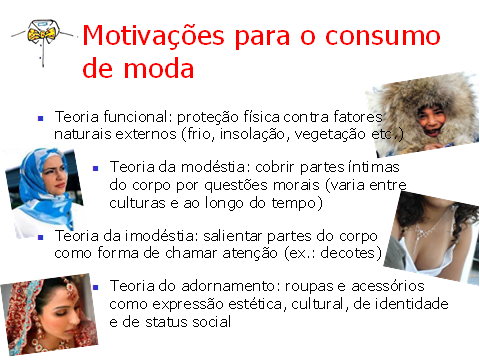 Motivações para o consumo
de moda
Teoria funcional: proteção física contra fatores
naturais externos (frio, insolação, vegetação etc.)
Teoria da modéstia: cobrir partes íntimas
do corpo por questões morais (varia entre
culturas e ao longo do tempo)
Teoria da imodéstia: salientar partes do corpo
como forma de chamar atenção (ex.: decotes)
Teoria do adornamento: roupas e acessórios
como expressão estética, cultural, de identidade
e de status social